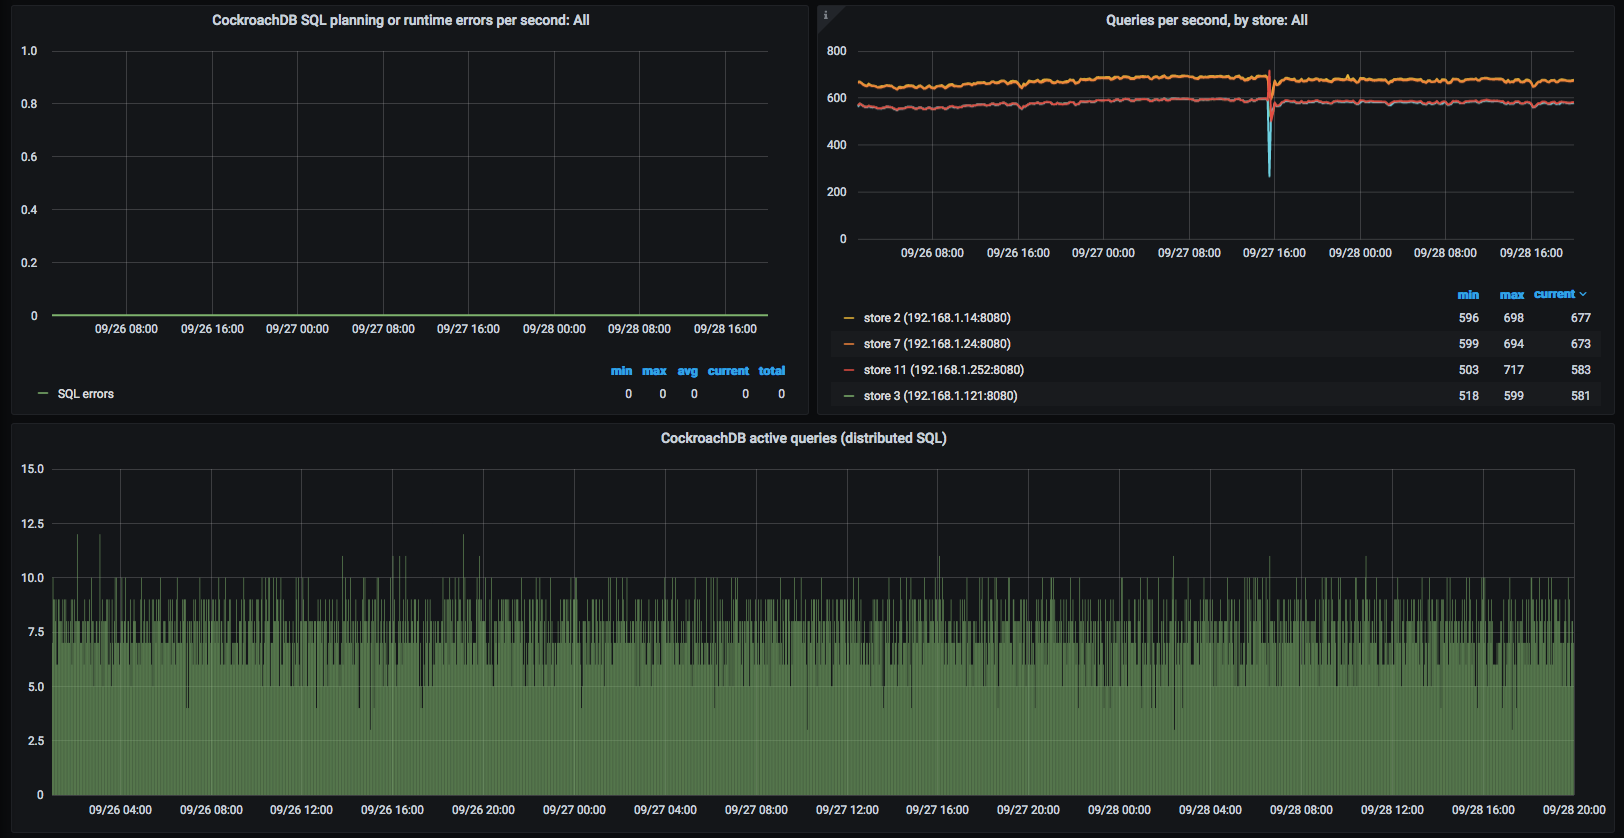 CockroachDB SQL planning or runtime errors per second: All
1.0
0.8
0.6
0.4
0.2
0
09/26 08:00 09/26 16:00 09/27 00:00 09/27 08:00 09/27 16:00 09/28 00:00 09/28 08:00 09/28 16:00
min max avg current total
SQL errors 0 0 0 0 0
i
Queries per second, by store: All
800
600
400
200
0
09/26 08:00 09/26 16:00 09/27 00:00 09/27 08:00 09/27 16:00 09/28 00:00 09/28 08:00 09/28 16:00
min max current
store 2 (192.168.1.14:8080) 596 698 677
store 7 (192.168.1.24:8080) 599 694 673
store 11 (192.168.1.252:8080) 503 717 583
store 3 (192.168.1.121:8080) 518 599 581
CockroachDB active queries (distributed SQL)
15.0
12.5
10.0
7.5
5.0
2.5
0
09/26 04:00 09/26 08:00 09/26 12:00 09/26 16:00 09/26 20:00 09/27 00:00 09/27 04:00 09/27 08:00 09/27 12:00 09/27 16:00 09/27 20:00 09/28 00:00 09/28 04:00 09/28 08:00 09/28 12:00 09/28 16:00 09/28 20:00